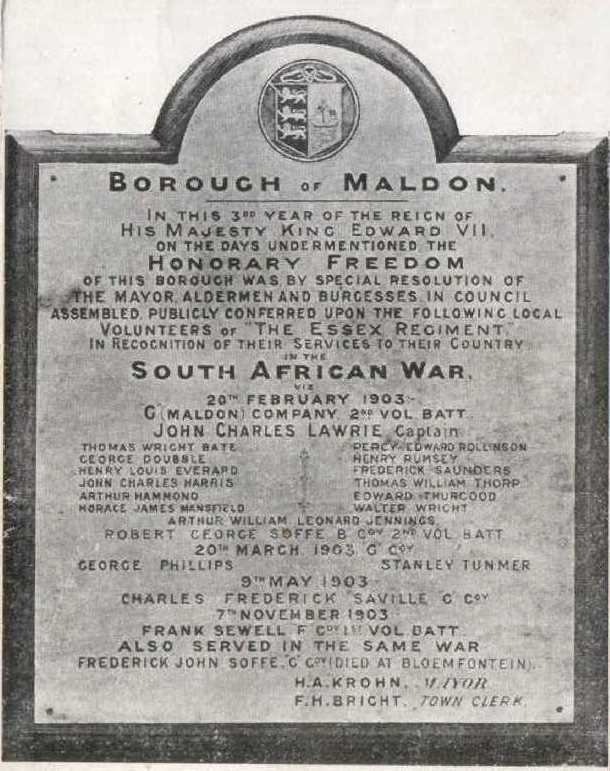 BOROUGH OF MALDON.
IN THIS 3RD YEAR OF THE REIGN OF
HIS MAJESTY KING EDWARD VII,
ON THE DAYS UNDERMENTIONED THE
HONORARY FREEDOM
OF THIS BOROUGH WAS, BY SPECIAL RESOLUTION OF
THE MAYOR, ALDERMEN AND BURGESSES, IN COUNCIL
ASSEMBLED, PUBLICLY CONFERRED UPON THE FOLLOWING LOCAL
VOLUNTEERS OF "THE ESSEX REGIMENT,"
IN RECOGNITION OF THEIR SERVICES TO THEIR COUNTRY
IN THE
SOUTH AFRICAN WAR.
VIZ
20TH FEBRUARY 1903:-
G (MALDON) COMPANY, 2ND VOL. BATT.
JOHN CHARLES LAWRIE, Captain
THOMAS WRIGHT BATE
GEORGE DOUBBLE
HENRY LOUIS EVERARD
JOHN CHARLES HARRIS
ARTHUR HAMMOND
HORACE JAMES MANSFIELD
PERCY EDWARD ROLLINSON
HENRY RUMSEY
FREDERICK SAUNDERS
THOMAS WILLIAM THORP
EDWARD THURGOOD
WALTER WRIGHT
ARTHUR WILLIAM LEONARD JENNINGS,
ROBERT GEORGE SOFFE B COY 2ND VOL BATT
20TH MARCH 1903 G COY
GEORGE PHILLIPS STANLEY TUNMER
9TH MAY 1903:-
CHARLES FREDERICK SAVILLE G COY
7TH NOVEMBER 1903:
FRANK SEWELL F COY 1ST VOL. BATT.
ALSO SERVED IN THE SAME WAR
FREDERICK JOHN SOFFE, G COY (DIED AT BLOEMFONTEIN).
H.A. KROHN, MAYOR
F.H. BRIGHT, TOWN CLERK.